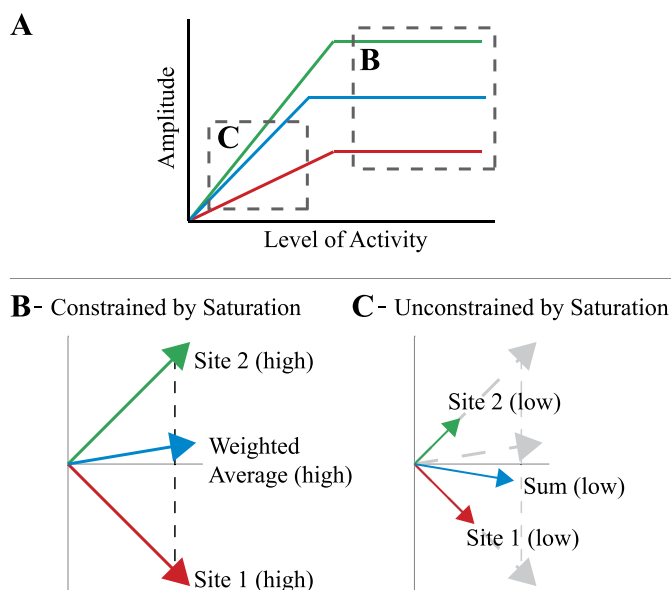 A
Amplitude
B
C
Level of Activity
B - Constrained by Saturation
Site 2 (high)
Weighted
Average (high)
Site 1 (high)
C - Unconstrained by Saturation
Site 2 (low)
Sum (low)
Site 1 (low)